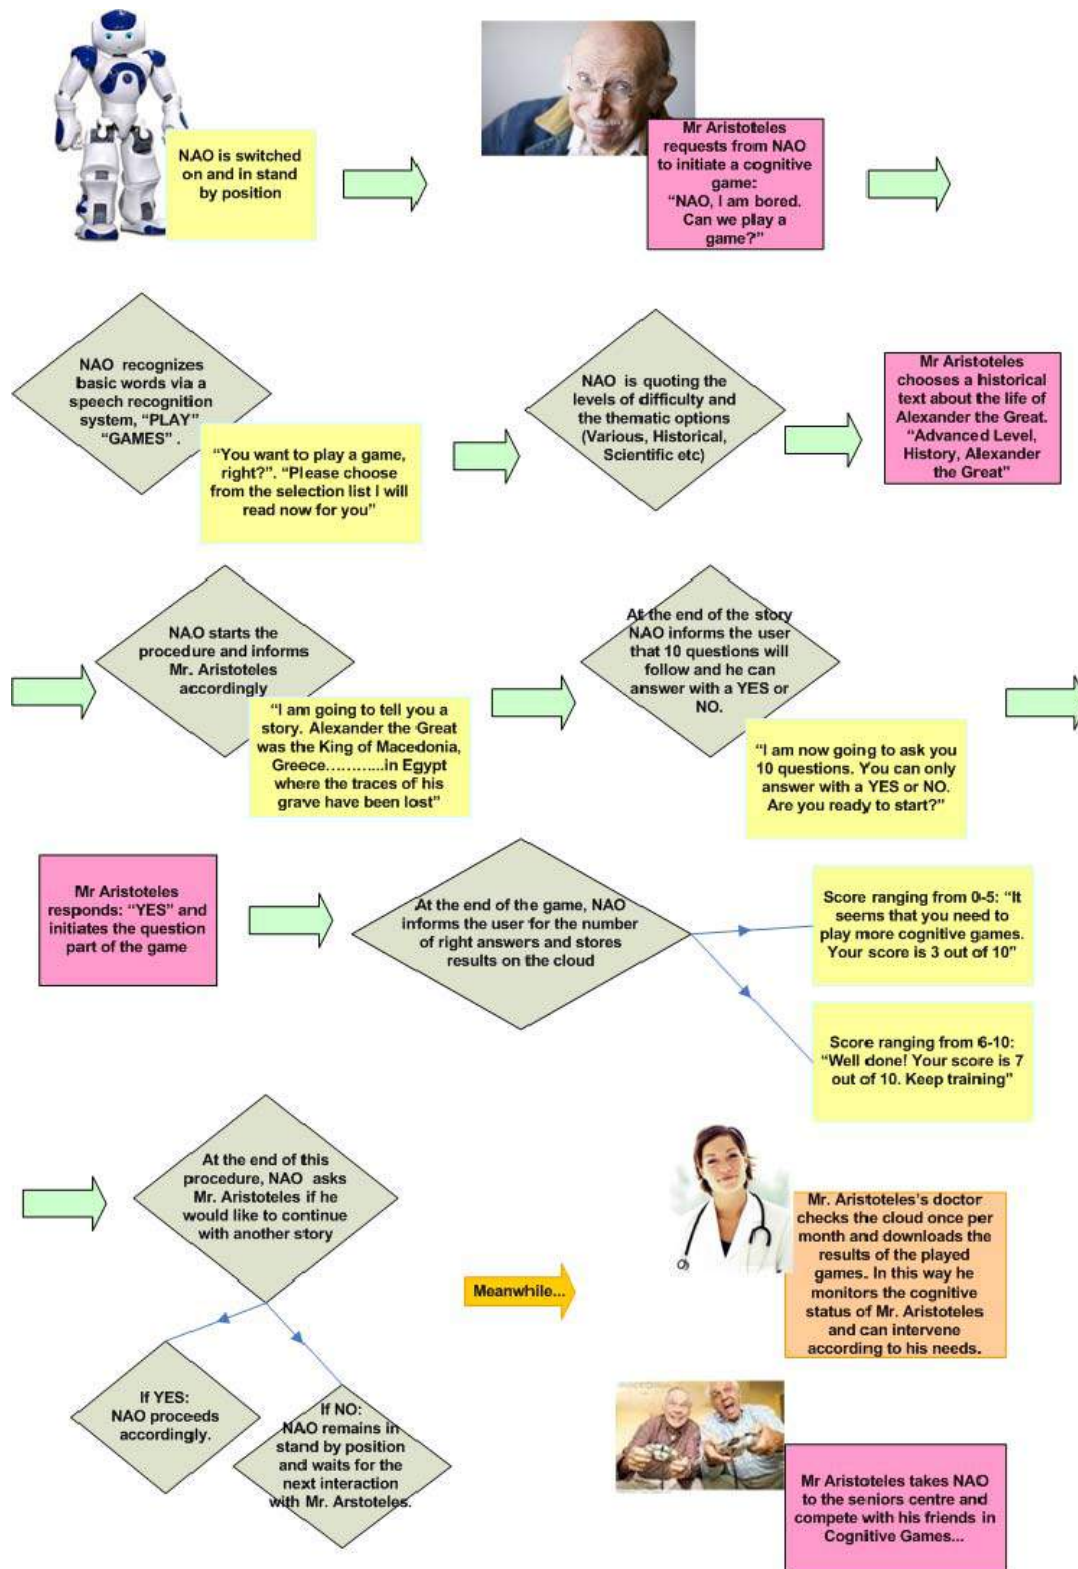 NAO is switched
on and in stand
by position
Mr Aristoteles
requests from NAO
to initiate a cognitive
game:
“NAO, I am bored.
Can we play a
game?”
NAO recognizes
basic words via a
speech recognition
system, “PLAY”
“GAMES” .
“You want to play a game,
right?”. “Please choose
from the selection list I will
read now for you”
NAO is quoting the
levels of difficulty and
the thematic options
(Various, Historical,
Scientific etc)
Mr Aristoteles
chooses a historical
text about the life of
Alexander the Great.
“Advanced Level,
History, Alexander
the Great”
NAO starts the
procedure and informs
Mr. Aristoteles
accordingly
“I am going to tell you a
story. Alexander the Great
was the King of Macedonia,
Greece………...in Egypt
where the traces of his
grave have been lost”
At the end of the story
NAO informs the user
that 10 questions will
follow and he can
answer with a YES or
NO.
“I am now going to ask you
10 questions. You can only
answer with a YES or NO.
Are you ready to start?”
Mr Aristoteles
responds: “YES” and
initiates the question
part of the game
At the end of the game, NAO
informs the user for the number
of right answers and stores
results on the cloud
Score ranging from 0-5: “It
seems that you need to
play more cognitive games.
Your score is 3 out of 10”
Score ranging from 6-10:
“Well done! Your score is 7
out of 10. Keep training”
At the end of this
procedure, NAO asks
Mr. Aristoteles if he
would like to continue
with another story
If YES:
NAO proceeds
accordingly.
If NO:
NAO remains in
stand by position
and waits for the
next interaction
with Mr. Arstoteles.
Meanwhile...
Mr. Aristoteles's doctor
checks the cloud once per
month and downloads the
results of the played
games. In this way he
monitors the cognitive
status of Mr. Aristoteles
and can intervene
according to his needs.
Mr Aristoteles takes NAO
to the seniors centre and
compete with his friends in
Cognitive Games...